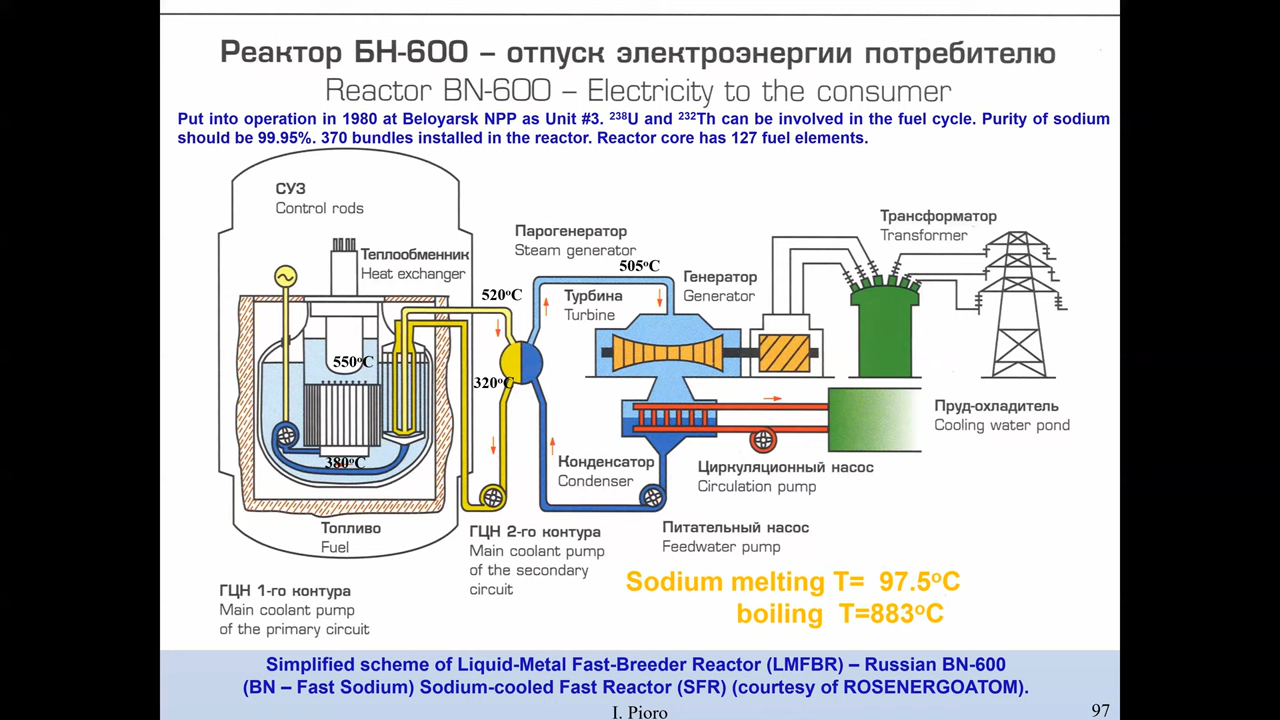 Реактор БН-600 – отпуск электроэнергии потребителю
Reactor BN-600 – Electricity to the consumer
Put into operation in 1980 at Beloyarsk NPP as Unit #3. ²³⁸U and ²³²Th can be involved in the fuel cycle. Purity of sodium
should be 99.95%. 370 bundles installed in the reactor. Reactor core has 127 fuel elements.
СУЗ
Control rods
Теплообменник
Heat exchanger
Парогенератор
Steam generator
505ºC
520ºC
Турбина
Turbine
Генератор
Generator
Трансформатор
Transformer
550ºC
320ºC
380ºC
Пруд-охладитель
Cooling water pond
Конденсатор
Condenser
Циркуляционный насос
Circulation pump
Топливо
Fuel
ГЦН 2-го контура
Main coolant pump
of the secondary
circuit
Питательный насос
Feedwater pump
ГЦН 1-го контура
Main coolant pump
of the primary circuit
Sodium melting T= 97.5ºC
boiling T=883ºC
Simplified scheme of Liquid-Metal Fast-Breeder Reactor (LMFBR) – Russian BN-600
(BN – Fast Sodium) Sodium-cooled Fast Reactor (SFR) (courtesy of ROSENERGOATOM).
I. Pioro
97